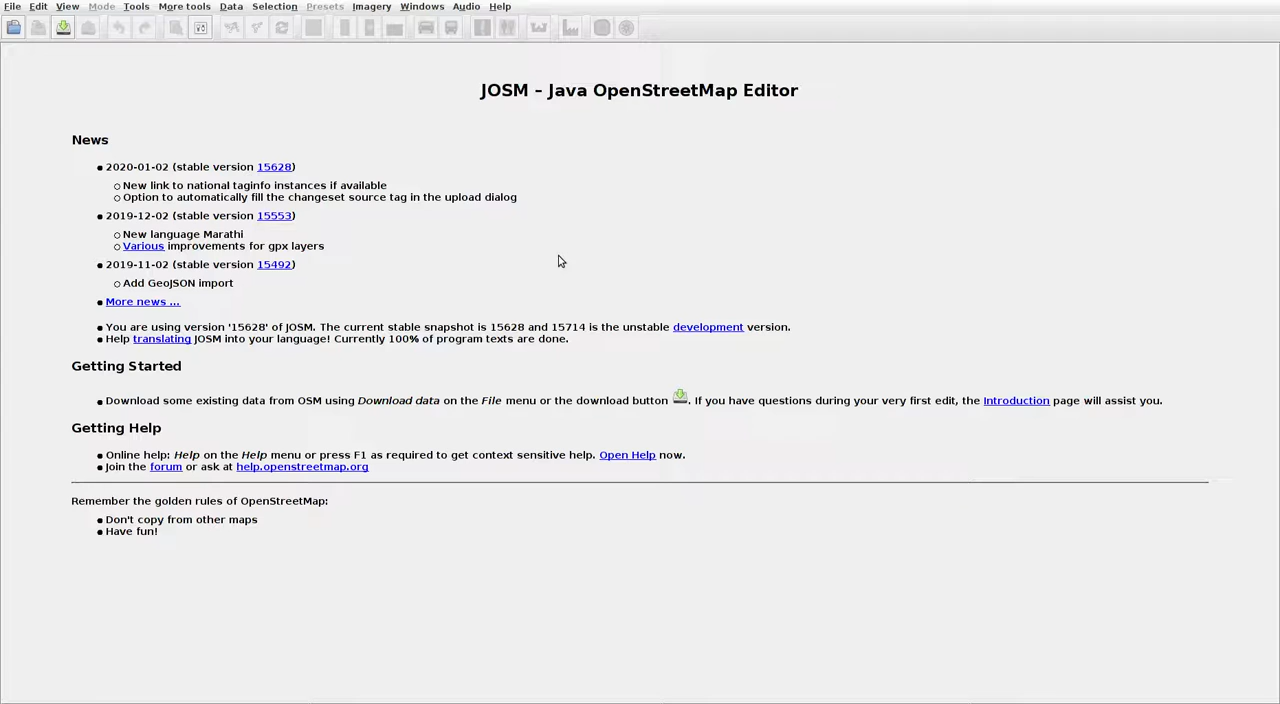 File Edit View Mode Tools More tools Data Selection Presets Imagery Windows Audio Help
JOSM – Java OpenStreetMap Editor
News
2020-01-02 (stable version 15628)
New link to national taginfo instances if available
Option to automatically fill the changeset source tag in the upload dialog
2019-12-02 (stable version 15553)
New language Marathi
Various improvements for gpx layers
2019-11-02 (stable version 15492)
Add GeoJSON import
More news ...
You are using version '15628' of JOSM. The current stable snapshot is 15628 and 15714 is the unstable development version.
Help translating JOSM into your language! Currently 100% of program texts are done.
Getting Started
Download some existing data from OSM using Download data on the File menu or the download button . If you have questions during your very first edit, the Introduction page will assist you.
Getting Help
Online help: Help on the Help menu or press F1 as required to get context sensitive help. Open Help now.
Join the forum or ask at help.openstreetmap.org
Remember the golden rules of OpenStreetMap:
Don't copy from other maps
Have fun!